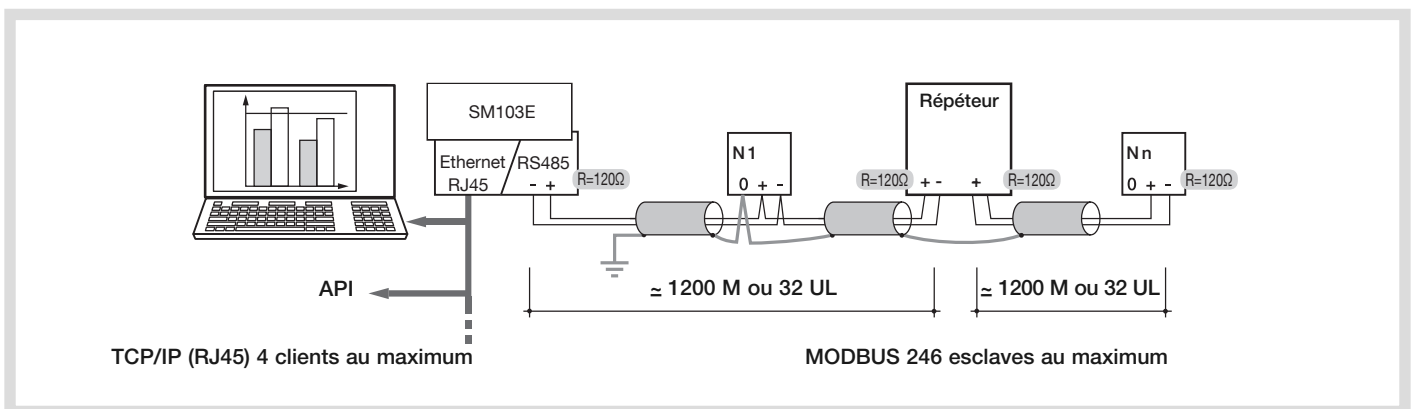 SM103E
Ethernet
RJ45
RS485
- +
R=120Ω
N1
0 + -
Répéteur
R=120Ω
+ -
+
R=120Ω
Nn
0 + -
R=120Ω
API
≃ 1200 M ou 32 UL
≃ 1200 M ou 32 UL
TCP/IP (RJ45) 4 clients au maximum
MODBUS 246 esclaves au maximum